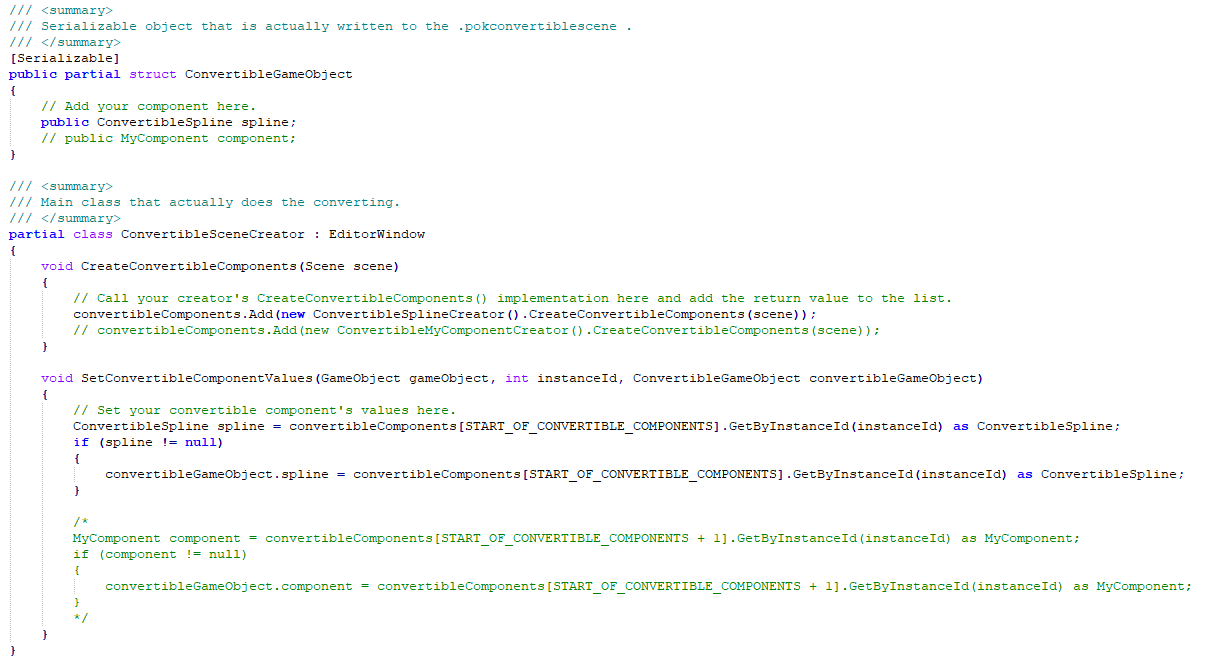 /// <summary>
/// Serializable object that is actually written to the .pokconvertiblescene .
/// </summary>
[Serializable]
public partial struct ConvertibleGameObject
{
    // Add your component here.
    public ConvertibleSpline spline;
    // public MyComponent component;
}

/// <summary>
/// Main class that actually does the converting.
/// </summary>
partial class ConvertibleSceneCreator : EditorWindow
{
    void CreateConvertibleComponents(Scene scene)
    {
        // Call your creator's CreateConvertibleComponents() implementation here and add the return value to the list.
        convertibleComponents.Add(new ConvertibleSplineCreator().CreateConvertibleComponents(scene));
        // convertibleComponents.Add(new ConvertibleMyComponentCreator().CreateConvertibleComponents(scene));
    }

    void SetConvertibleComponentValues(GameObject gameObject, int instanceId, ConvertibleGameObject convertibleGameObject)
    {
        // Set your convertible component's values here.
        ConvertibleSpline spline = convertibleComponents[START_OF_CONVERTIBLE_COMPONENTS].GetByInstanceId(instanceId) as ConvertibleSpline;
        if (spline != null)
        {
            convertibleGameObject.spline = convertibleComponents[START_OF_CONVERTIBLE_COMPONENTS].GetByInstanceId(instanceId) as ConvertibleSpline;
        }

        /*
        MyComponent component = convertibleComponents[START_OF_CONVERTIBLE_COMPONENTS + 1].GetByInstanceId(instanceId) as MyComponent;
        if (component != null)
        {
            convertibleGameObject.component = convertibleComponents[START_OF_CONVERTIBLE_COMPONENTS + 1].GetByInstanceId(instanceId) as MyComponent;
        }
        */
    }
}